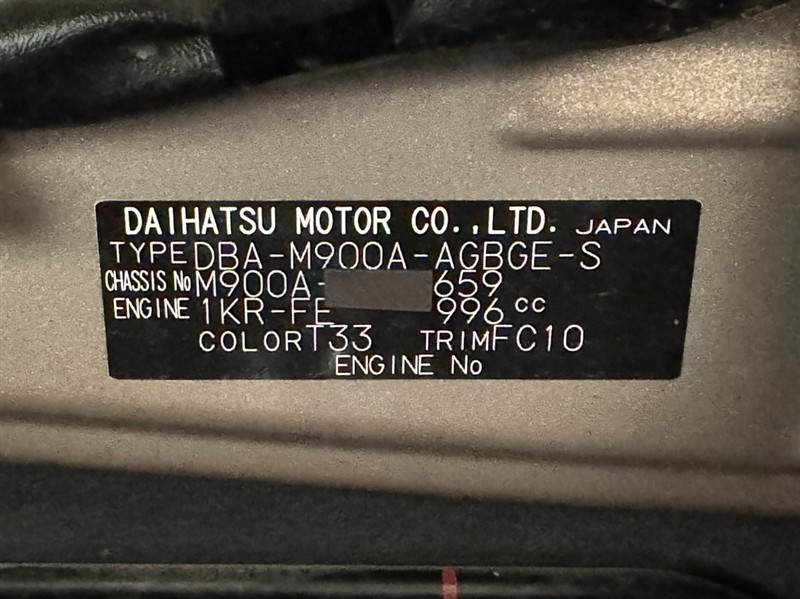 DAIHATSU MOTOR CO.,LTD. JAPAN
TYPE DBA-M900A-AGBGE-S
CHASSIS No M900A- 659
ENGINE 1KR-FE 996 cc
COLOR T33 TRIM FC10
ENGINE No